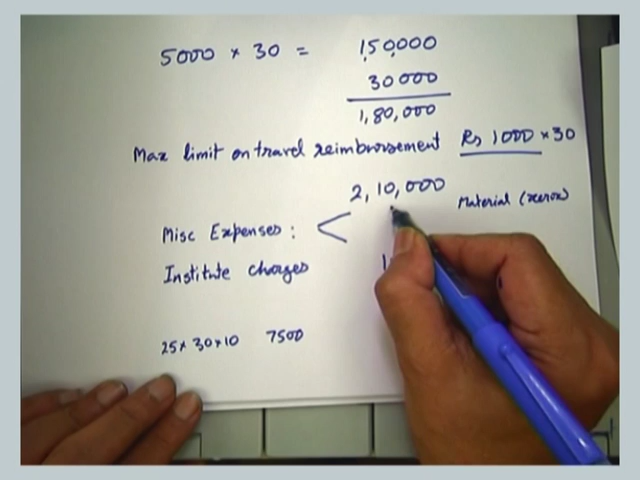 5000 × 30 = 1,50,000
30000
1,80,000
Max limit on travel reimbursement Rs 1000 × 30
2,10,000
Material (xerox)
Misc Expenses : <
Institute charges
25 × 30 × 10 7500